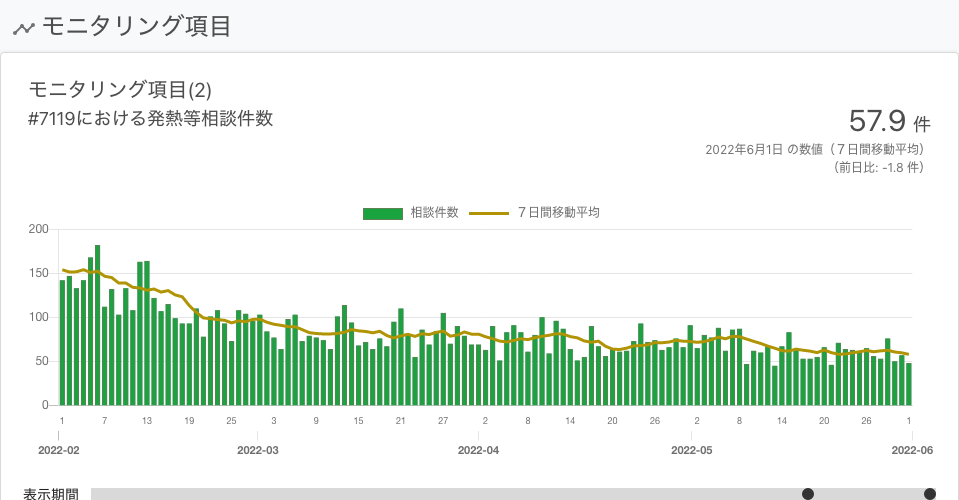 モニタリング項目
モニタリング項目(2)
#7119における発熱等相談件数
57.9 件
2022年6月1日 の数値（７日間移動平均）
（前日比: -1.8 件）
相談件数 ７日間移動平均
200
150
100
50
0
1 7 13 19 25 3 9 15 21 27 2 8 14 20 26 2 8 14 20 26 1
2022-02 2022-03 2022-04 2022-05 2022-06
表示期間